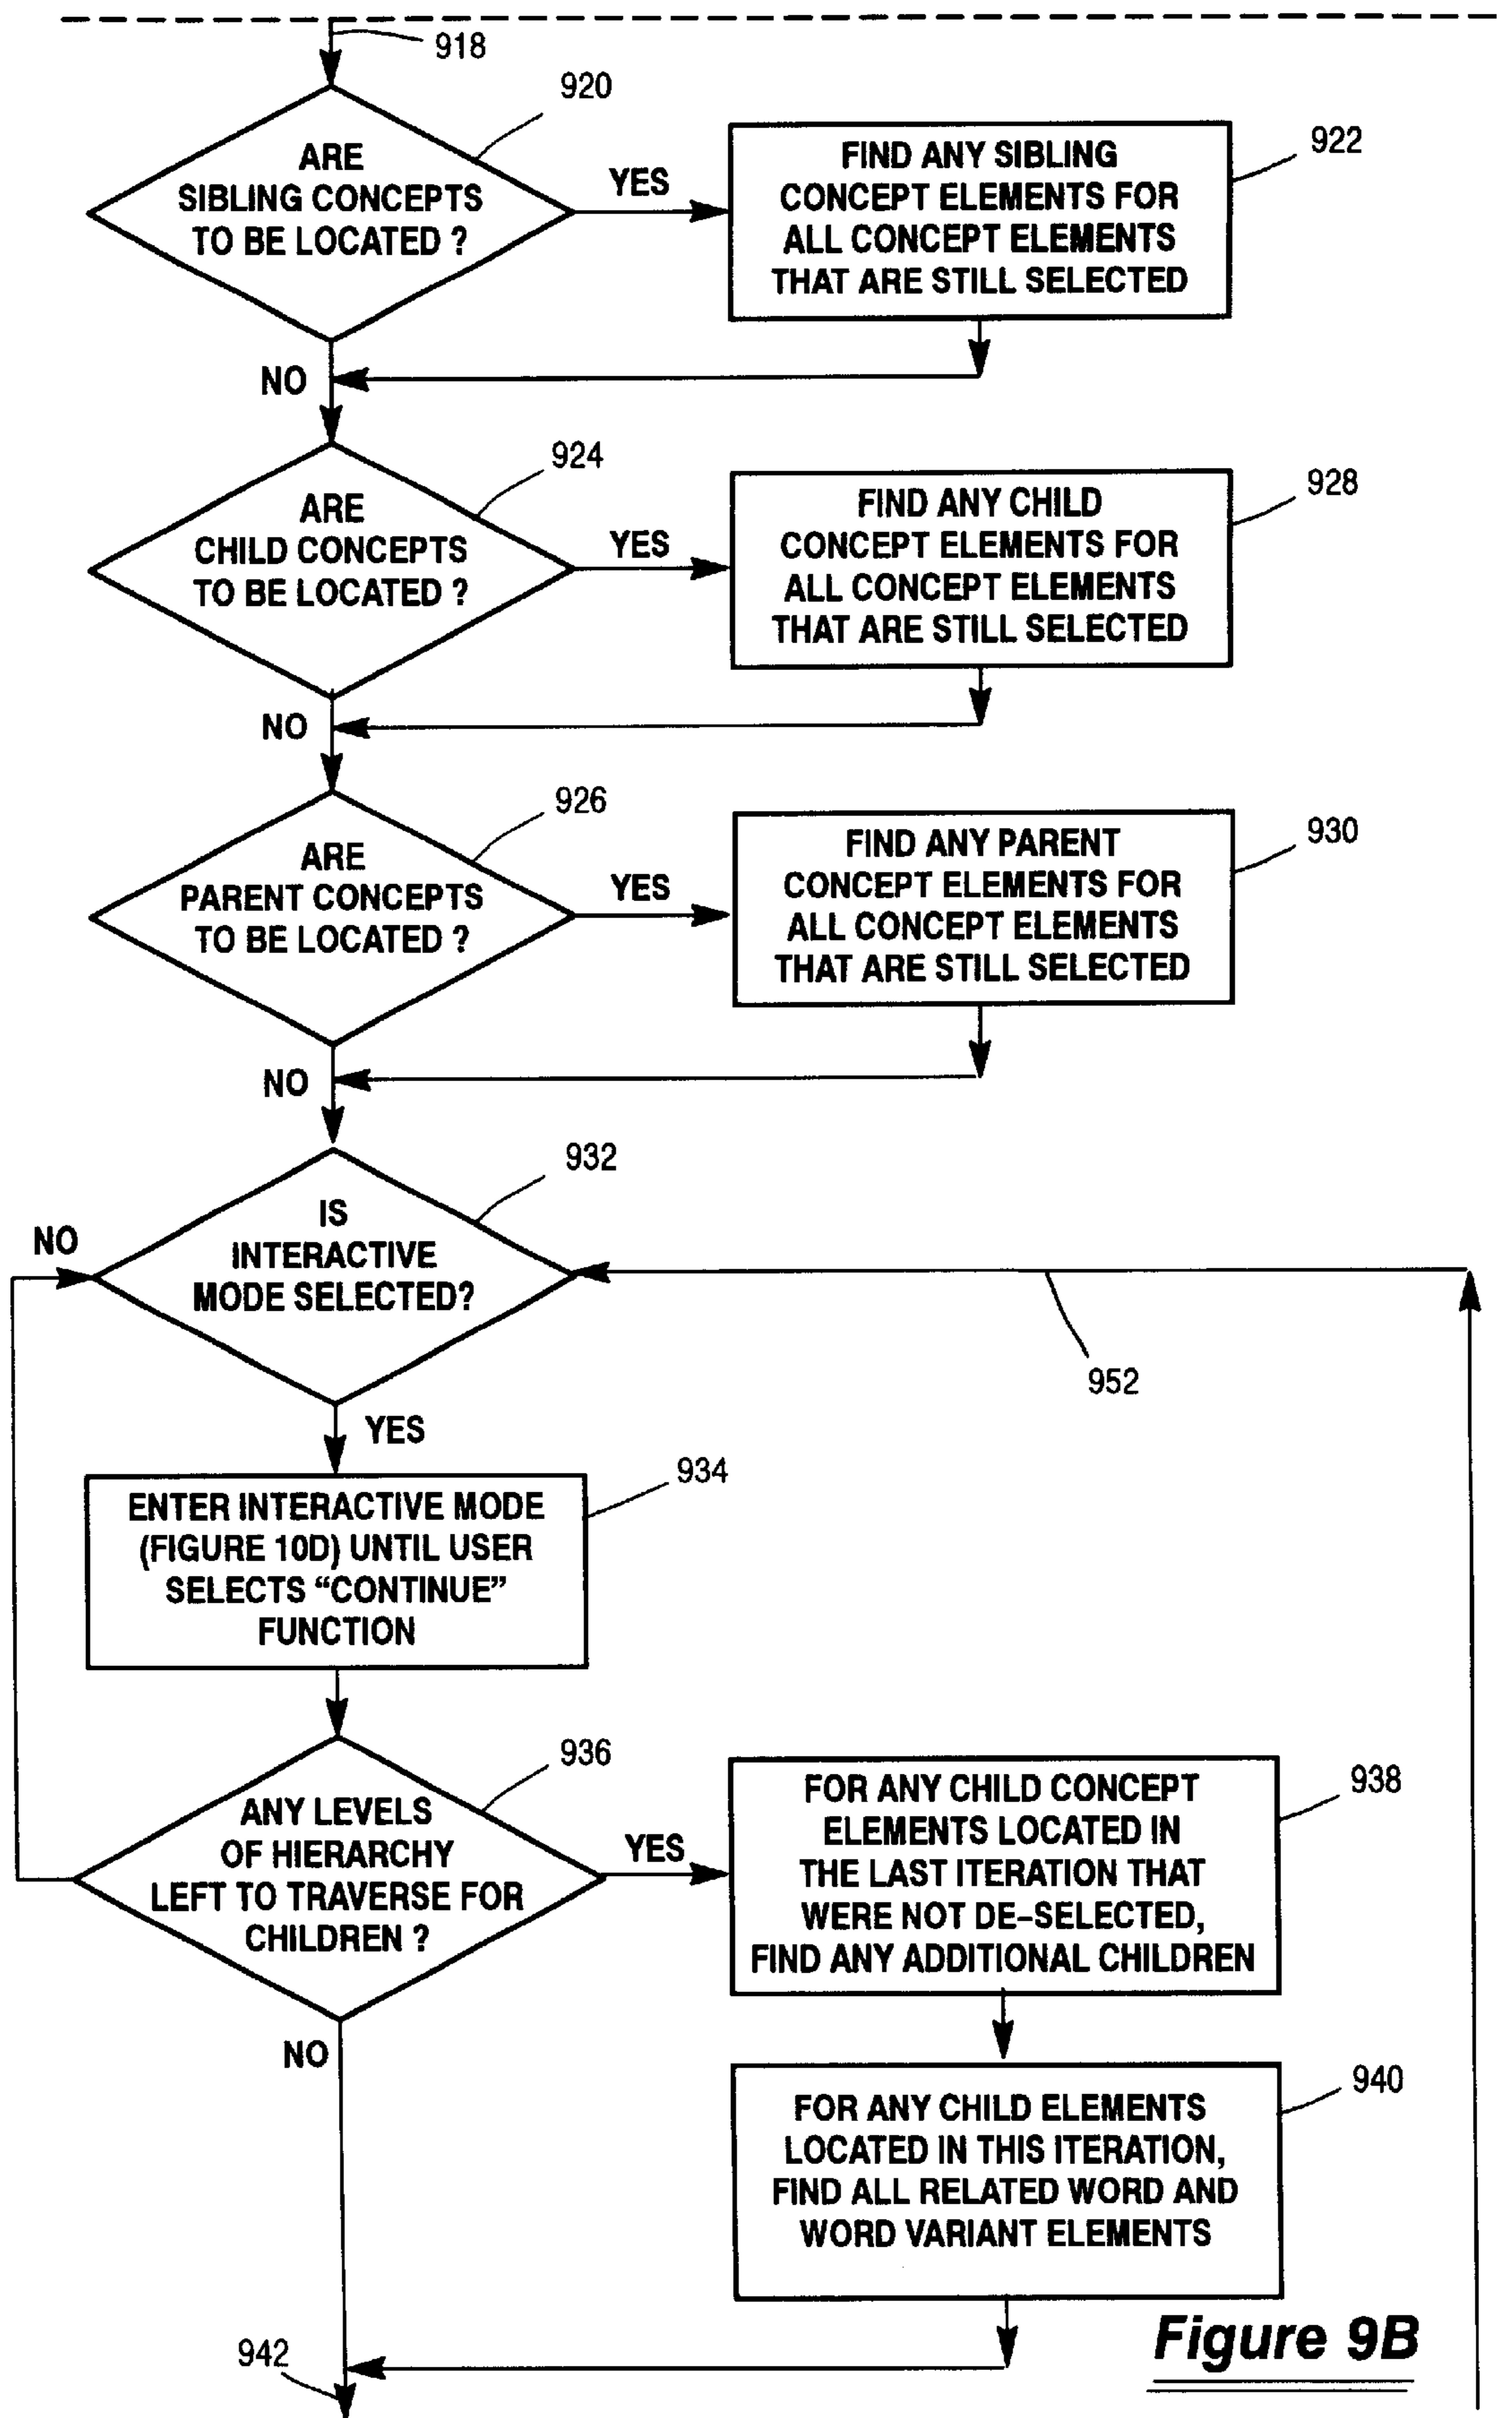 918
920
ARE
SIBLING CONCEPTS
TO BE LOCATED ?
YES
FIND ANY SIBLING
CONCEPT ELEMENTS FOR
ALL CONCEPT ELEMENTS
THAT ARE STILL SELECTED
922
NO
924
ARE
CHILD CONCEPTS
TO BE LOCATED ?
YES
FIND ANY CHILD
CONCEPT ELEMENTS FOR
ALL CONCEPT ELEMENTS
THAT ARE STILL SELECTED
928
NO
926
ARE
PARENT CONCEPTS
TO BE LOCATED ?
YES
FIND ANY PARENT
CONCEPT ELEMENTS FOR
ALL CONCEPT ELEMENTS
THAT ARE STILL SELECTED
930
NO
932
IS
INTERACTIVE
MODE SELECTED?
NO
952
YES
934
ENTER INTERACTIVE MODE
(FIGURE 10D) UNTIL USER
SELECTS “CONTINUE”
FUNCTION
936
ANY LEVELS
OF HIERARCHY
LEFT TO TRAVERSE FOR
CHILDREN ?
YES
FOR ANY CHILD CONCEPT
ELEMENTS LOCATED IN
THE LAST ITERATION THAT
WERE NOT DE-SELECTED,
FIND ANY ADDITIONAL CHILDREN
938
NO
FOR ANY CHILD ELEMENTS
LOCATED IN THIS ITERATION,
FIND ALL RELATED WORD AND
WORD VARIANT ELEMENTS
940
942
Figure 9B